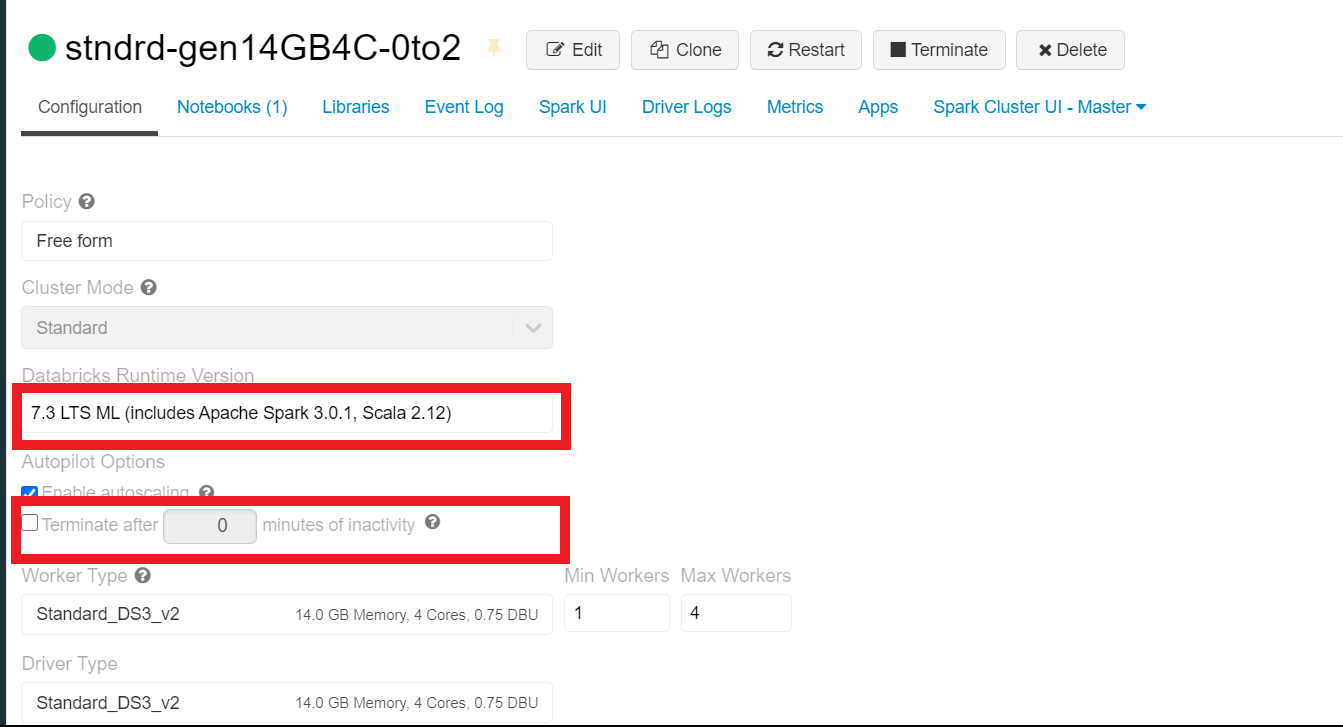 stndrd-gen14GB4C-0to2 Edit Clone Restart Terminate Delete
Configuration Notebooks (1) Libraries Event Log Spark UI Driver Logs Metrics Apps Spark Cluster UI - Master
Policy
Free form
Cluster Mode
Standard
Databricks Runtime Version
7.3 LTS ML (includes Apache Spark 3.0.1, Scala 2.12)
Autopilot Options
Enable autoscaling
Terminate after 0 minutes of inactivity
Worker Type Min Workers Max Workers
Standard_DS3_v2 14.0 GB Memory, 4 Cores, 0.75 DBU 1 4
Driver Type
Standard_DS3_v2 14.0 GB Memory, 4 Cores, 0.75 DBU